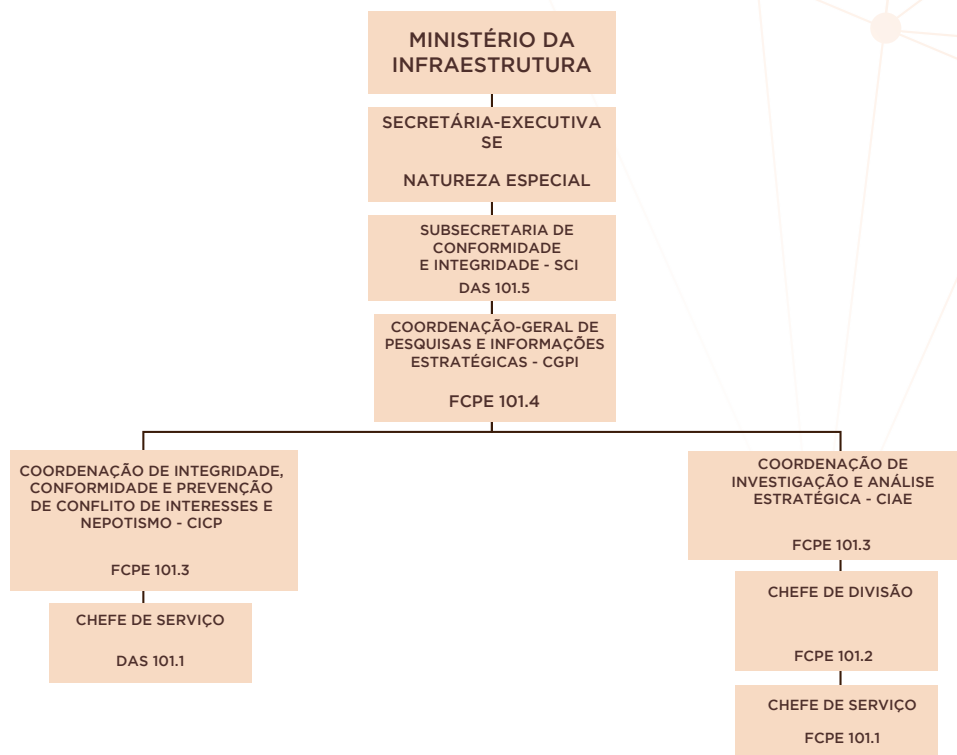 MINISTÉRIO DA
INFRAESTRUTURA
SECRETÁRIA-EXECUTIVA
SE
NATUREZA ESPECIAL
SUBSECRETARIA DE
CONFORMIDADE
E INTEGRIDADE - SCI
DAS 101.5
COORDENAÇÃO-GERAL DE
PESQUISAS E INFORMAÇÕES
ESTRATÉGICAS - CGPI
FCPE 101.4
COORDENAÇÃO DE INTEGRIDADE,
CONFORMIDADE E PREVENÇÃO
DE CONFLITO DE INTERESSES E
NEPOTISMO - CICP
FCPE 101.3
CHEFE DE SERVIÇO
DAS 101.1
COORDENAÇÃO DE
INVESTIGAÇÃO E ANÁLISE
ESTRATÉGICA - CIAE
FCPE 101.3
CHEFE DE DIVISÃO
FCPE 101.2
CHEFE DE SERVIÇO
FCPE 101.1